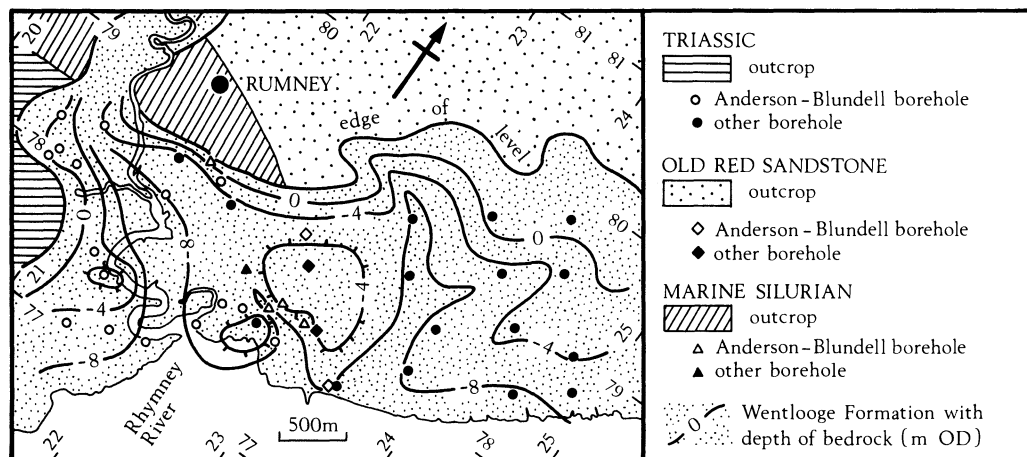 20
79
80
22
23
81
81
24
RUMNEY
edge of level
78
0
0
-4
80
0
8
21
4
77
-4
25
-4
-8
-8
79
Rhymney
River
500m
22
23
77
24
78
25
TRIASSIC
outcrop
Anderson-Blundell borehole
other borehole
OLD RED SANDSTONE
outcrop
Anderson-Blundell borehole
other borehole
MARINE SILURIAN
outcrop
Anderson-Blundell borehole
other borehole
0
Wentlooge Formation with
depth of bedrock (m OD)